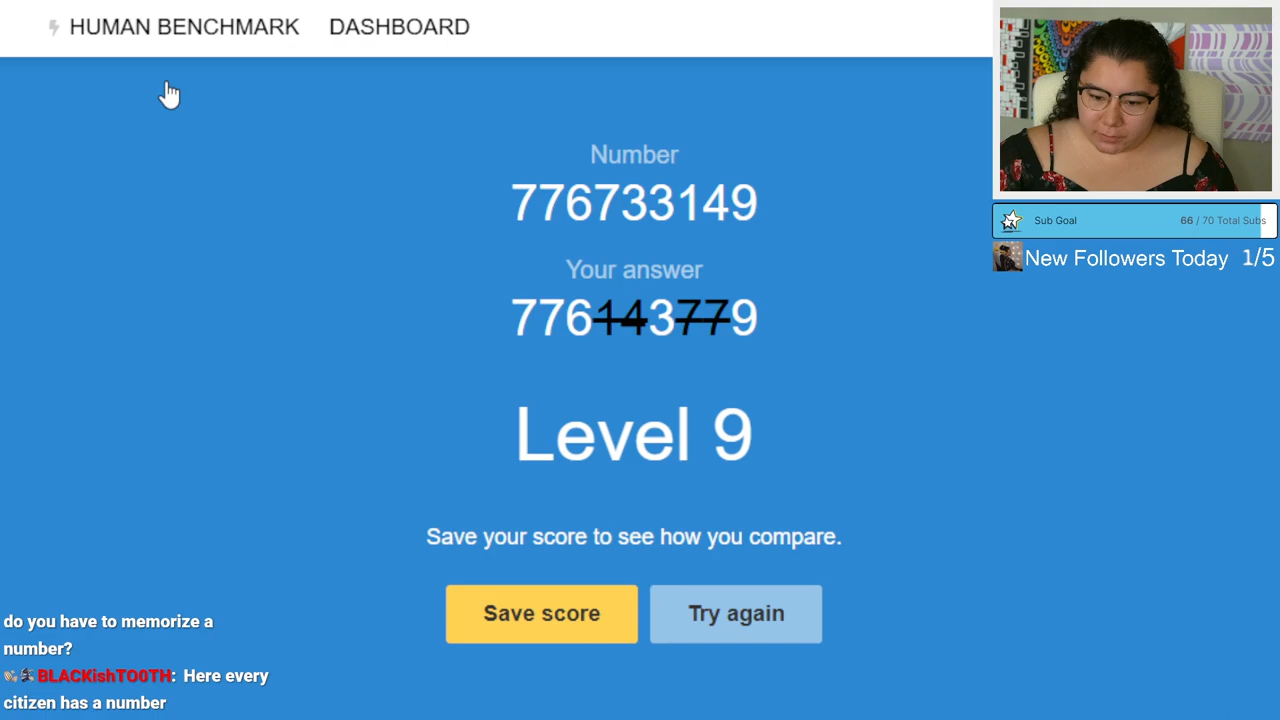 HUMAN BENCHMARK DASHBOARD
Number
776733149
Your answer
776143779
Level 9
Save your score to see how you compare.
Save score Try again
Sub Goal 66 / 70 Total Subs
New Followers Today 1/5
do you have to memorize a
number?
BLACKishTO0TH: Here every
citizen has a number